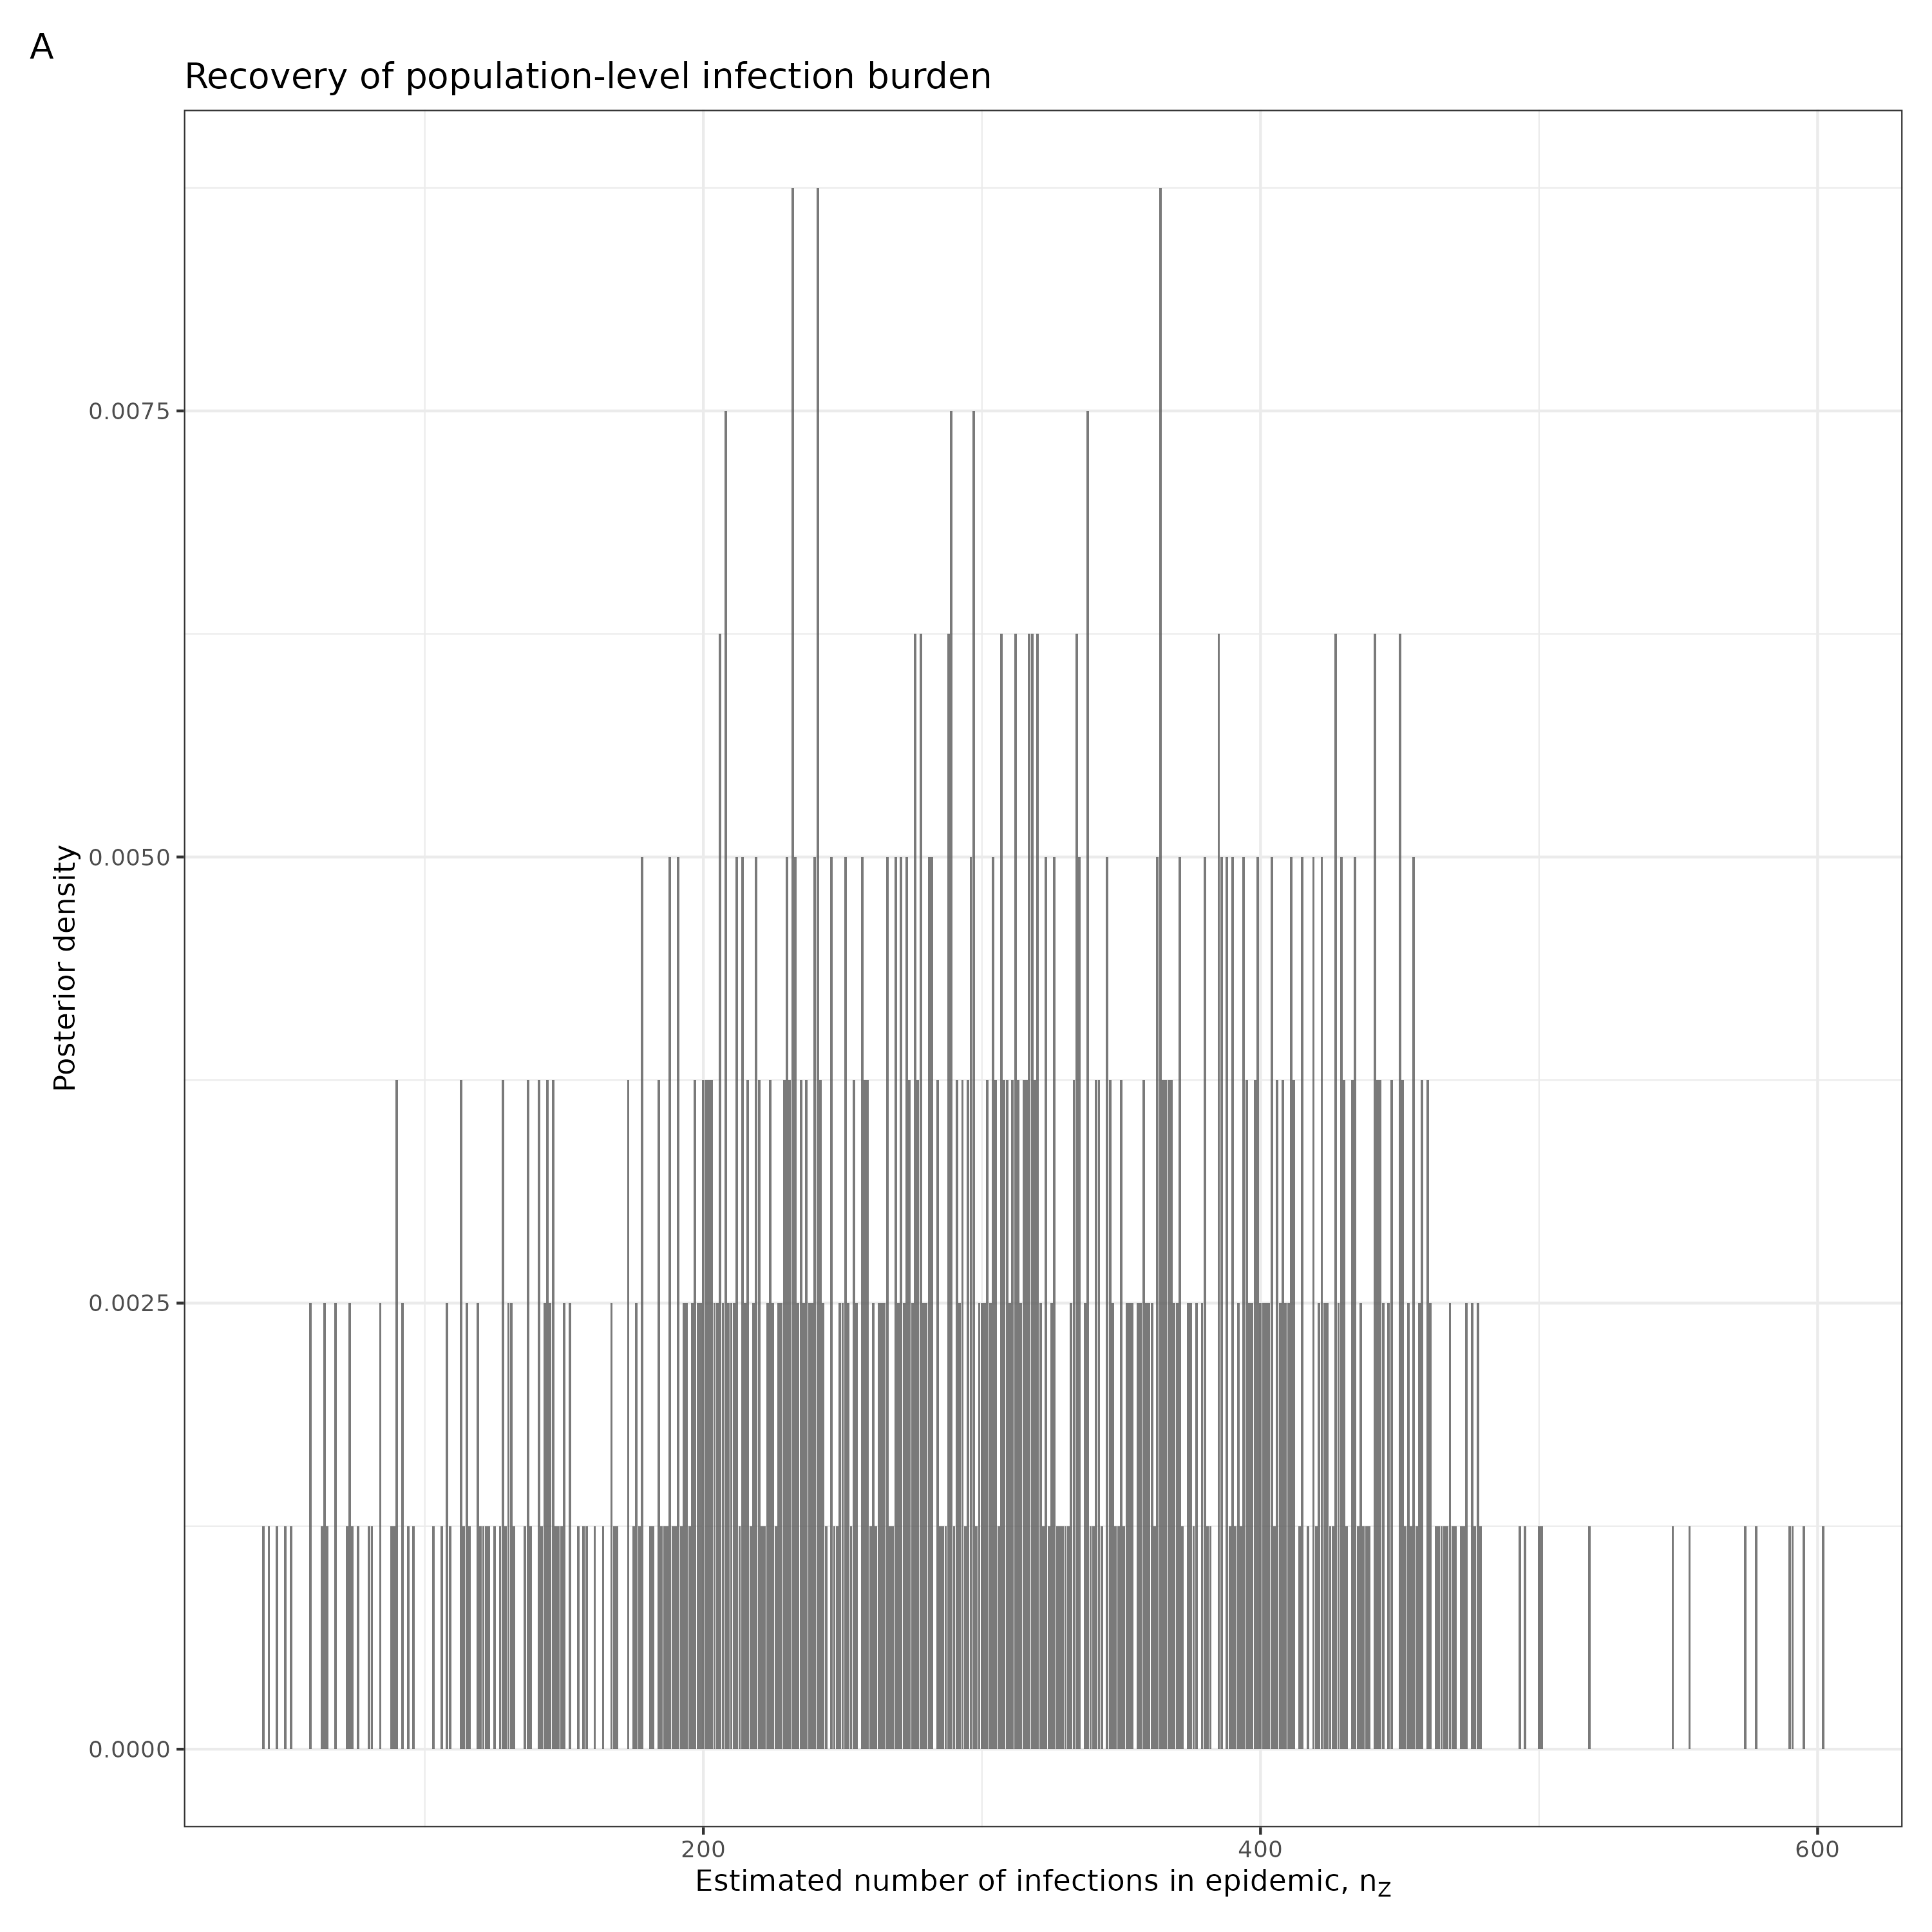 A
Recovery of population-level infection burden
Posterior density
0.0075
0.0050
0.0025
0.0000
200
400
600
Estimated number of infections in epidemic, nZ